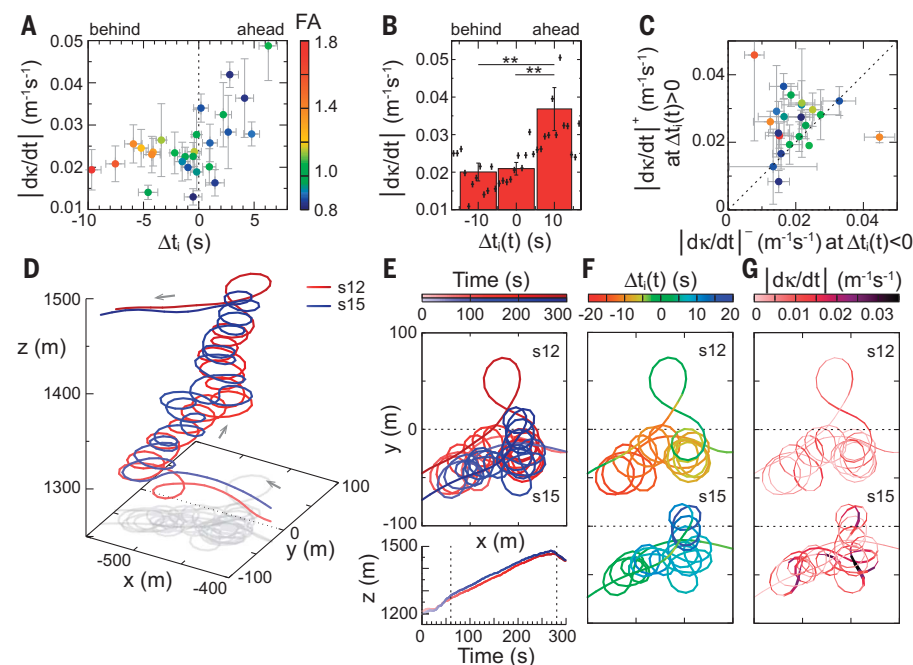 A behind ahead FA
|dκ/dt| (m⁻¹s⁻¹)
0.05
0.04
0.03
0.02
0.01
-10 -5 0 5
Δtᵢ (s)
1.8
1.4
1.0
0.8
B behind ahead
|dκ/dt| (m⁻¹s⁻¹)
0.05
0.04
0.03
0.02
0.01
**
**
-10 0 10
Δtᵢ(t) (s)
C
|dκ/dt|⁺ (m⁻¹s⁻¹)
at Δtᵢ(t)>0
0.04
0.02
0
0 0.02 0.04
|dκ/dt|⁻ (m⁻¹s⁻¹) at Δtᵢ(t)<0
D
s12
s15
z (m)
1500
1400
1300
-500
-400
x (m)
100
0
-100
y (m)
E Time (s)
0 100 200 300
y (m)
100
0
-100
s12
s15
x (m)
z (m)
1500
1200
0 100 200 300
Time (s)
F Δtᵢ(t) (s)
-20 -10 0 10 20
s12
s15
G |dκ/dt| (m⁻¹s⁻¹)
0 0.01 0.02 0.03
s12
s15